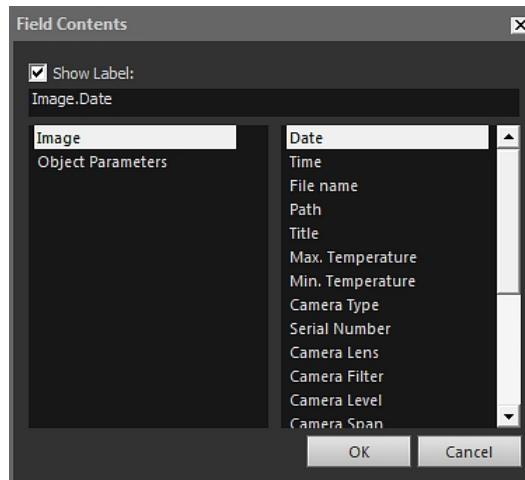 Field Contents
Show Label:
Image.Date
Image
Object Parameters
Date
Time
File name
Path
Title
Max. Temperature
Min. Temperature
Camera Type
Serial Number
Camera Lens
Camera Filter
Camera Level
Camera Span
OK
Cancel